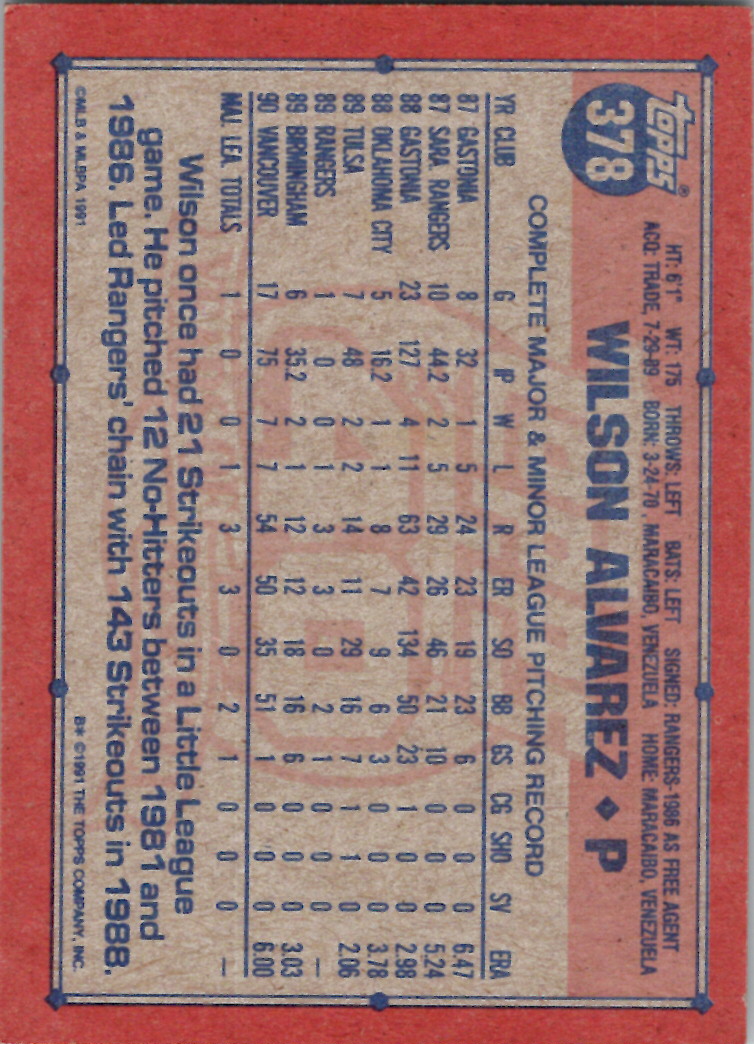 Topps®
378
HT: 6'1" WT: 175 THROWS: LEFT BATS: LEFT SIGNED: RANGERS-1986 AS FREE AGENT
ACQ: TRADE, 7-29-89 BORN: 3-24-70, MARACAIBO, VENEZUELA HOME: MARACAIBO, VENEZUELA
WILSON ALVAREZ ♦ P
COMPLETE MAJOR & MINOR LEAGUE PITCHING RECORD
YR CLUB G IP W L R ER SO BB GS CG SHO SV ERA
87 GASTONIA 8 32 1 5 24 23 19 23 6 0 0 0 6.47
87 SARA. RANGERS 10 44.2 2 5 29 26 46 21 10 0 0 0 5.24
88 GASTONIA 23 127 4 11 63 42 134 50 23 1 0 0 2.98
88 OKLAHOMA CITY 5 16.2 1 1 8 7 9 6 3 0 0 0 3.78
89 TULSA 7 48 2 2 14 11 29 16 7 1 1 0 2.06
89 RANGERS 1 0 0 1 3 3 0 2 1 0 0 0 —
89 BIRMINGHAM 6 35.2 2 1 12 12 18 16 6 0 0 0 3.03
90 VANCOUVER 17 75 7 7 54 50 35 51 1 0 0 0 6.00
MAJ. LEA. TOTALS 1 0 0 1 3 3 0 2 1 0 0 0 —
Wilson once had 21 Strikeouts in a Little League
game. He pitched 12 No-Hitters between 1981 and
1986. Led Rangers' chain with 143 Strikeouts in 1988.
©MLB & MLBPA 1991 B* ©1991 THE TOPPS COMPANY, INC.